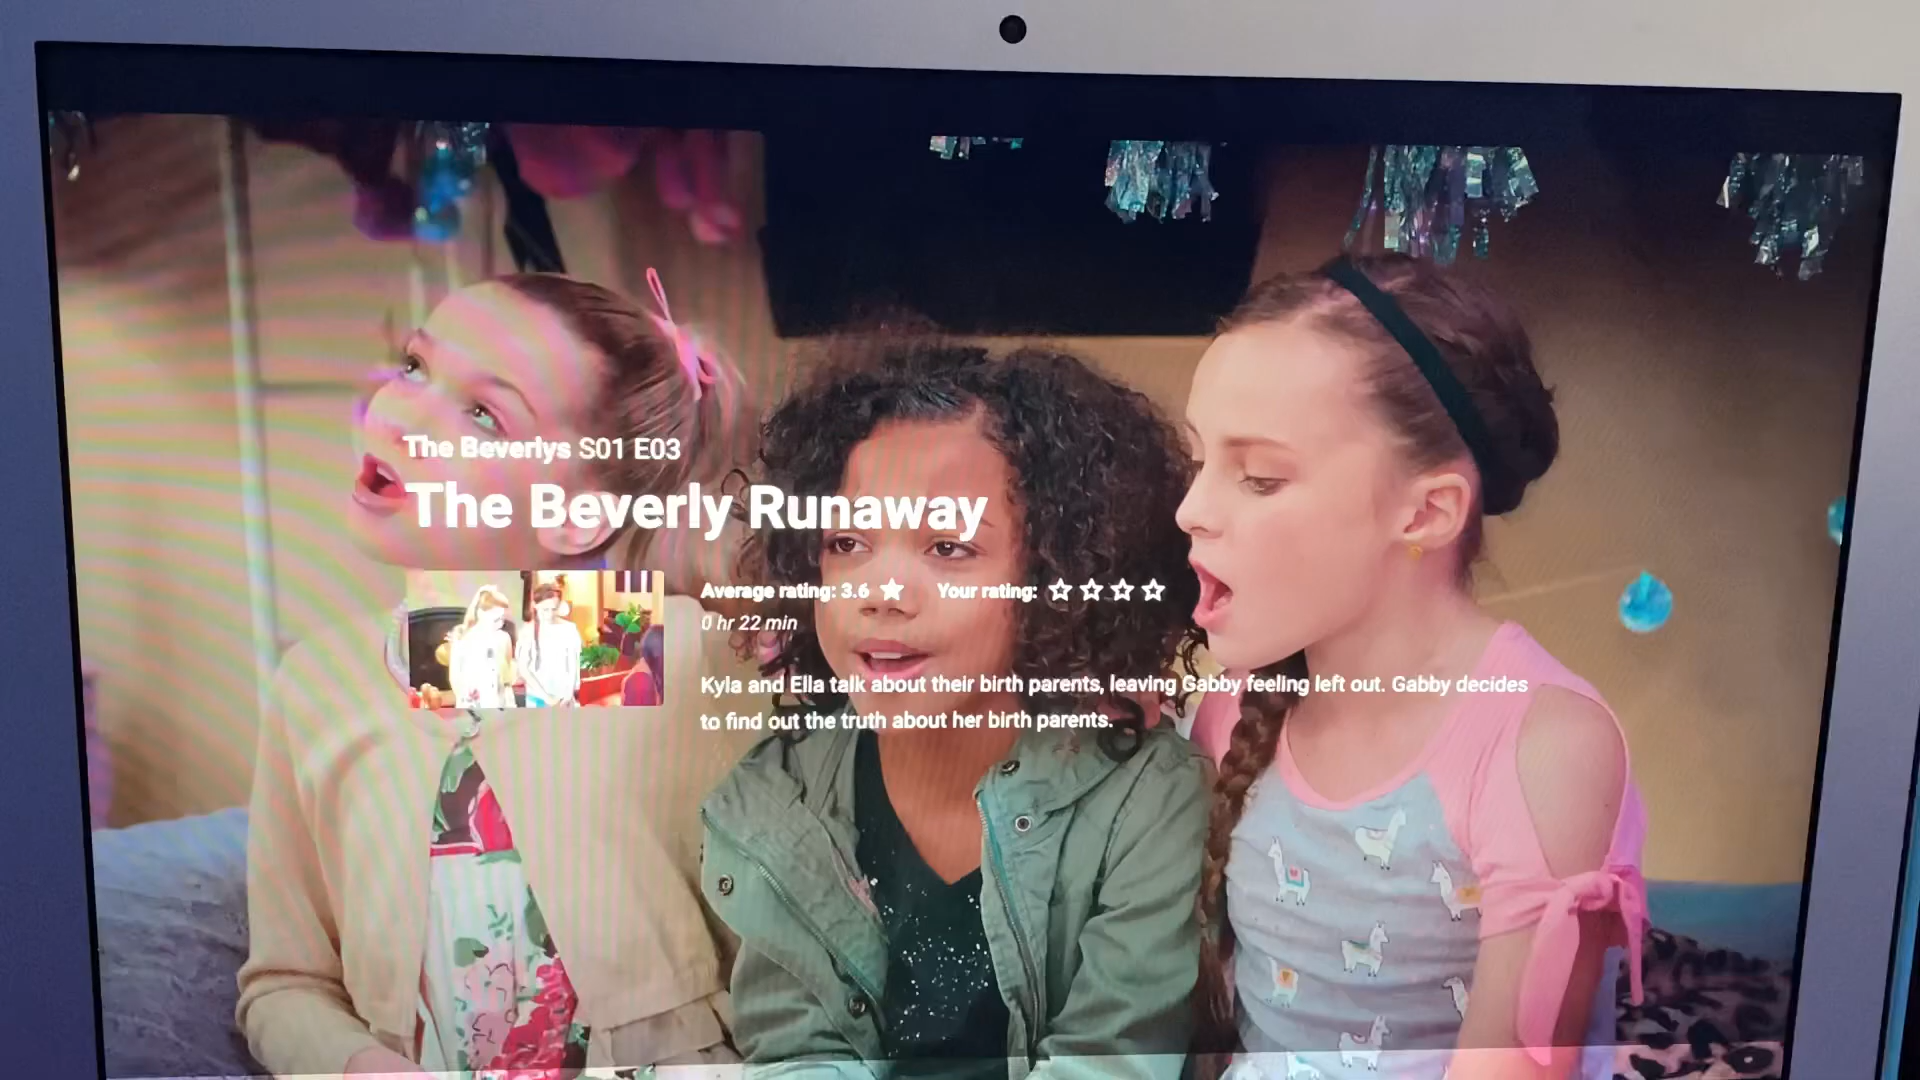 The Beverlys S01 E03
The Beverly Runaway
Average rating: 3.6 Your rating:
0 hr 22 min
Kyla and Ella talk about their birth parents, leaving Gabby feeling left out. Gabby decides
to find out the truth about her birth parents.